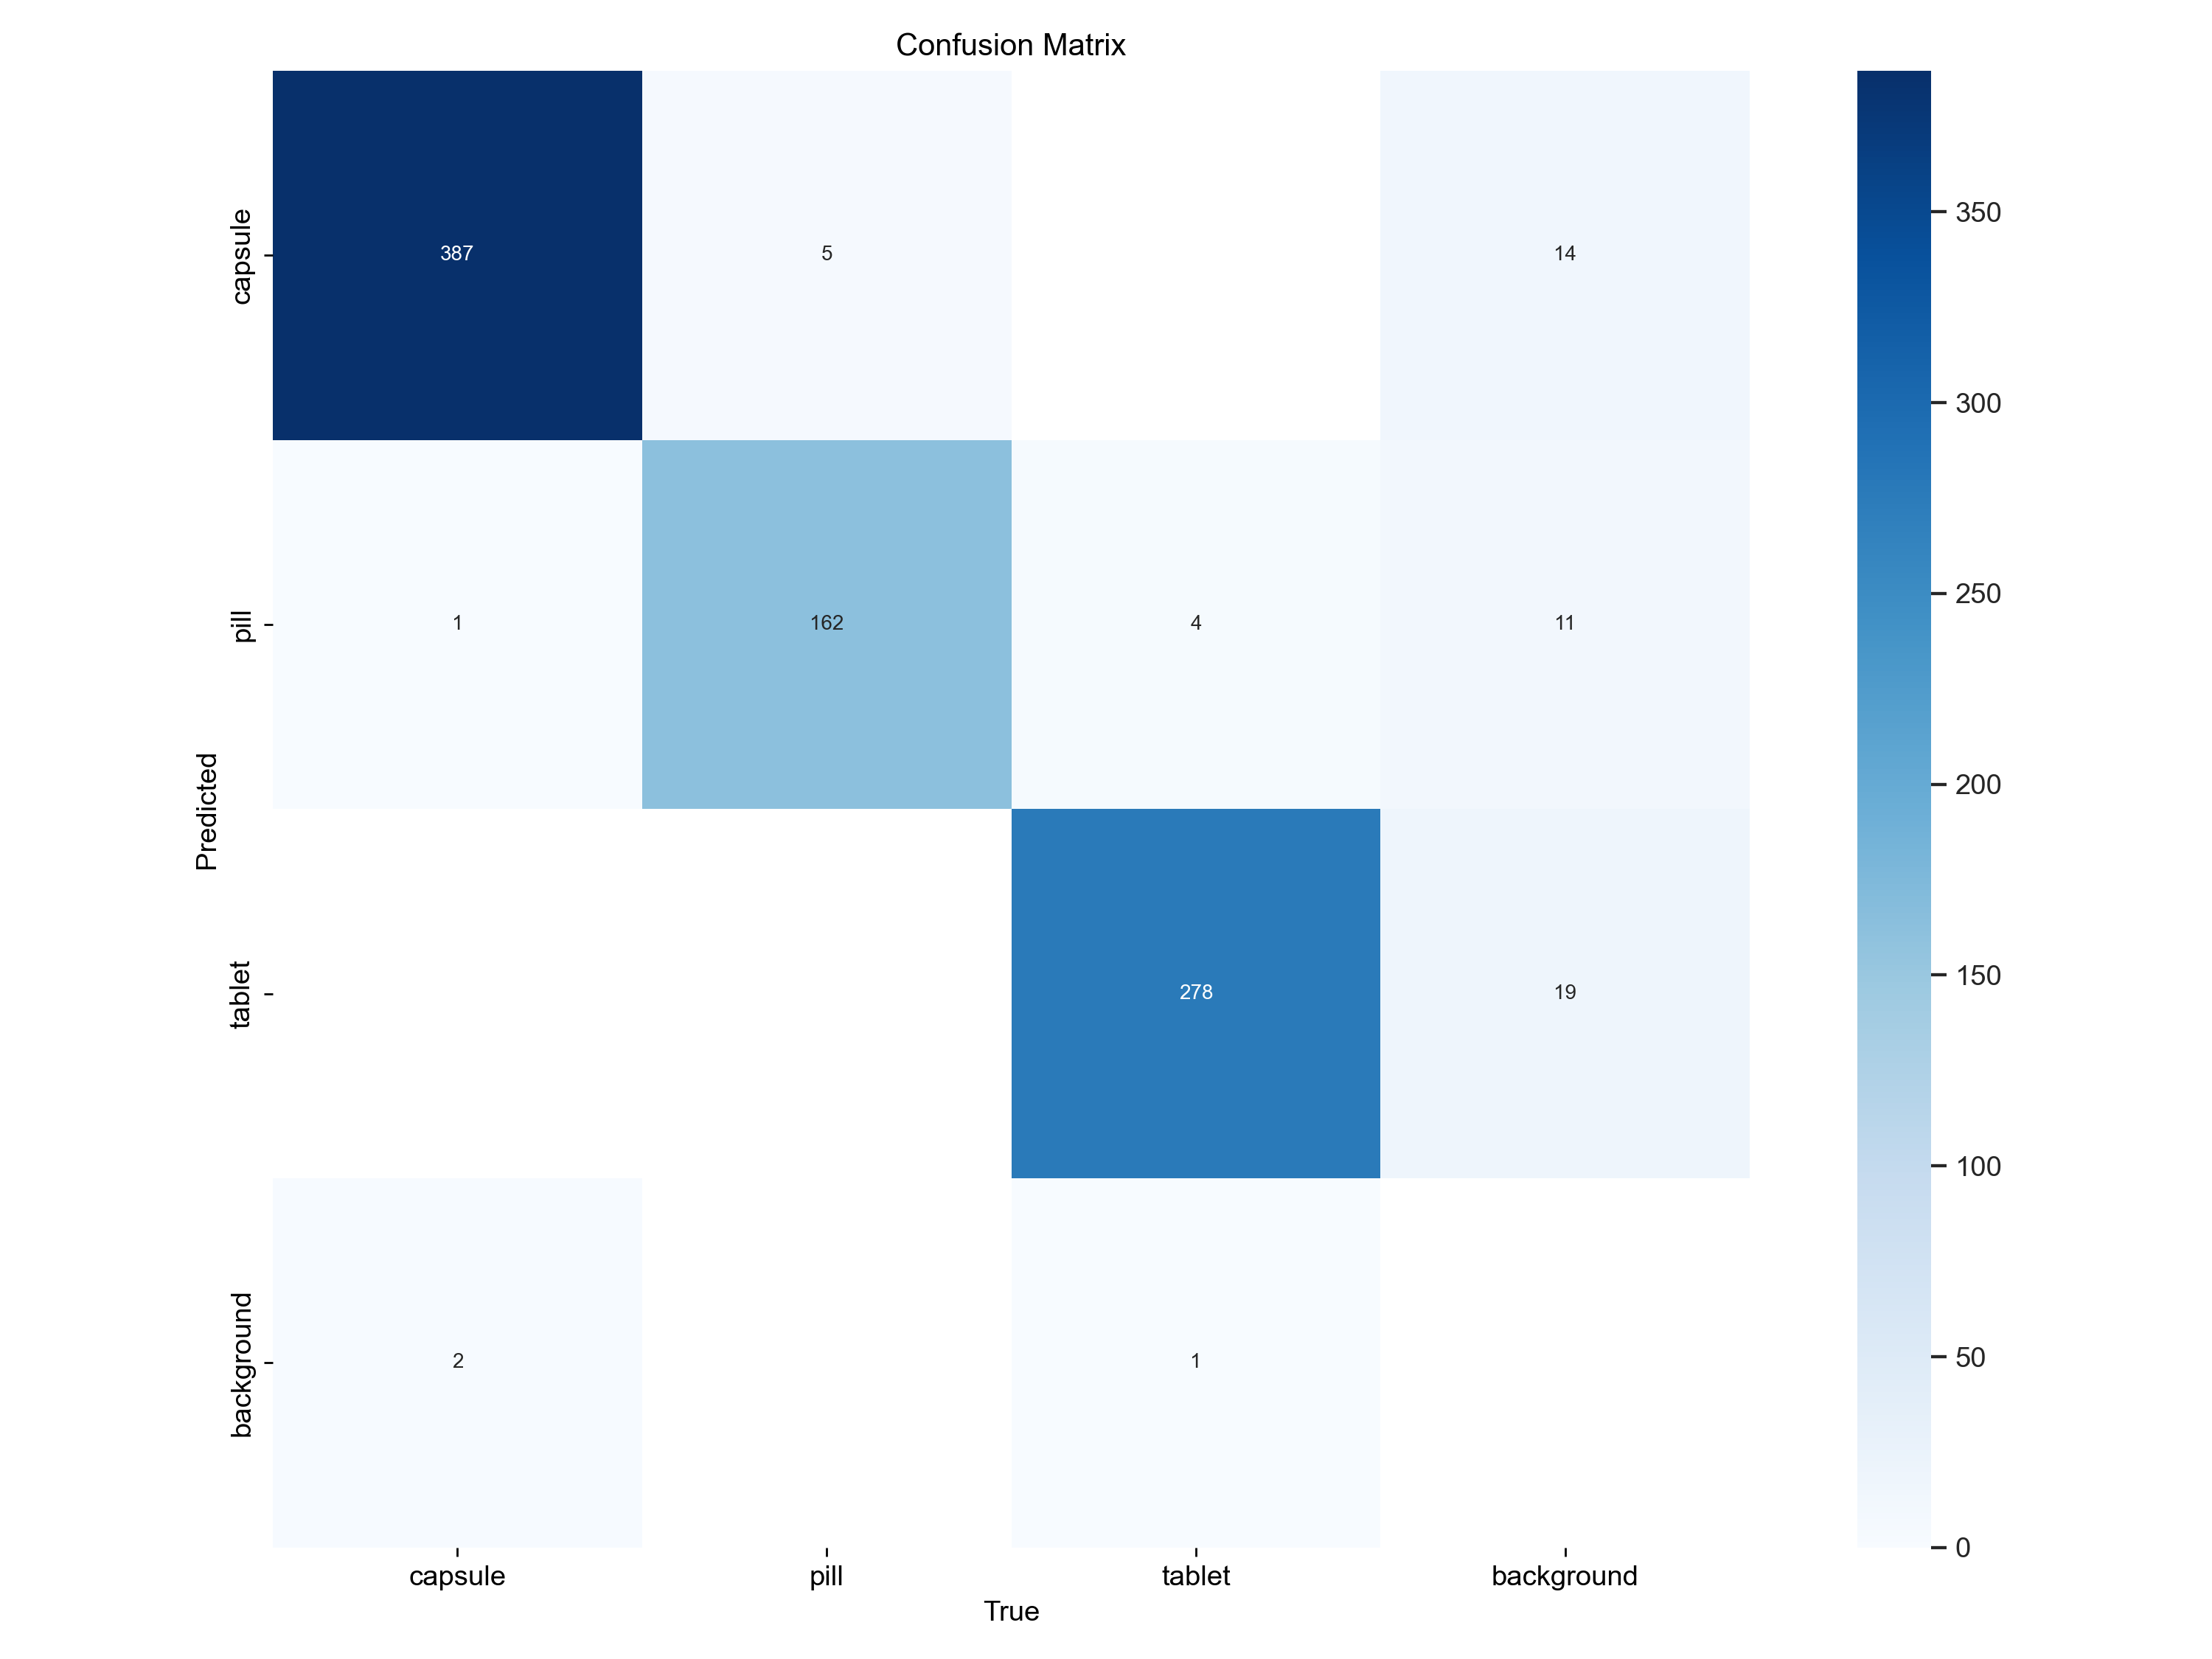 Confusion Matrix
capsule
387
5
14
350
300
pill
1
162
4
11
250
200
Predicted
tablet
278
19
150
100
background
2
1
50
0
capsule
pill
tablet
background
True